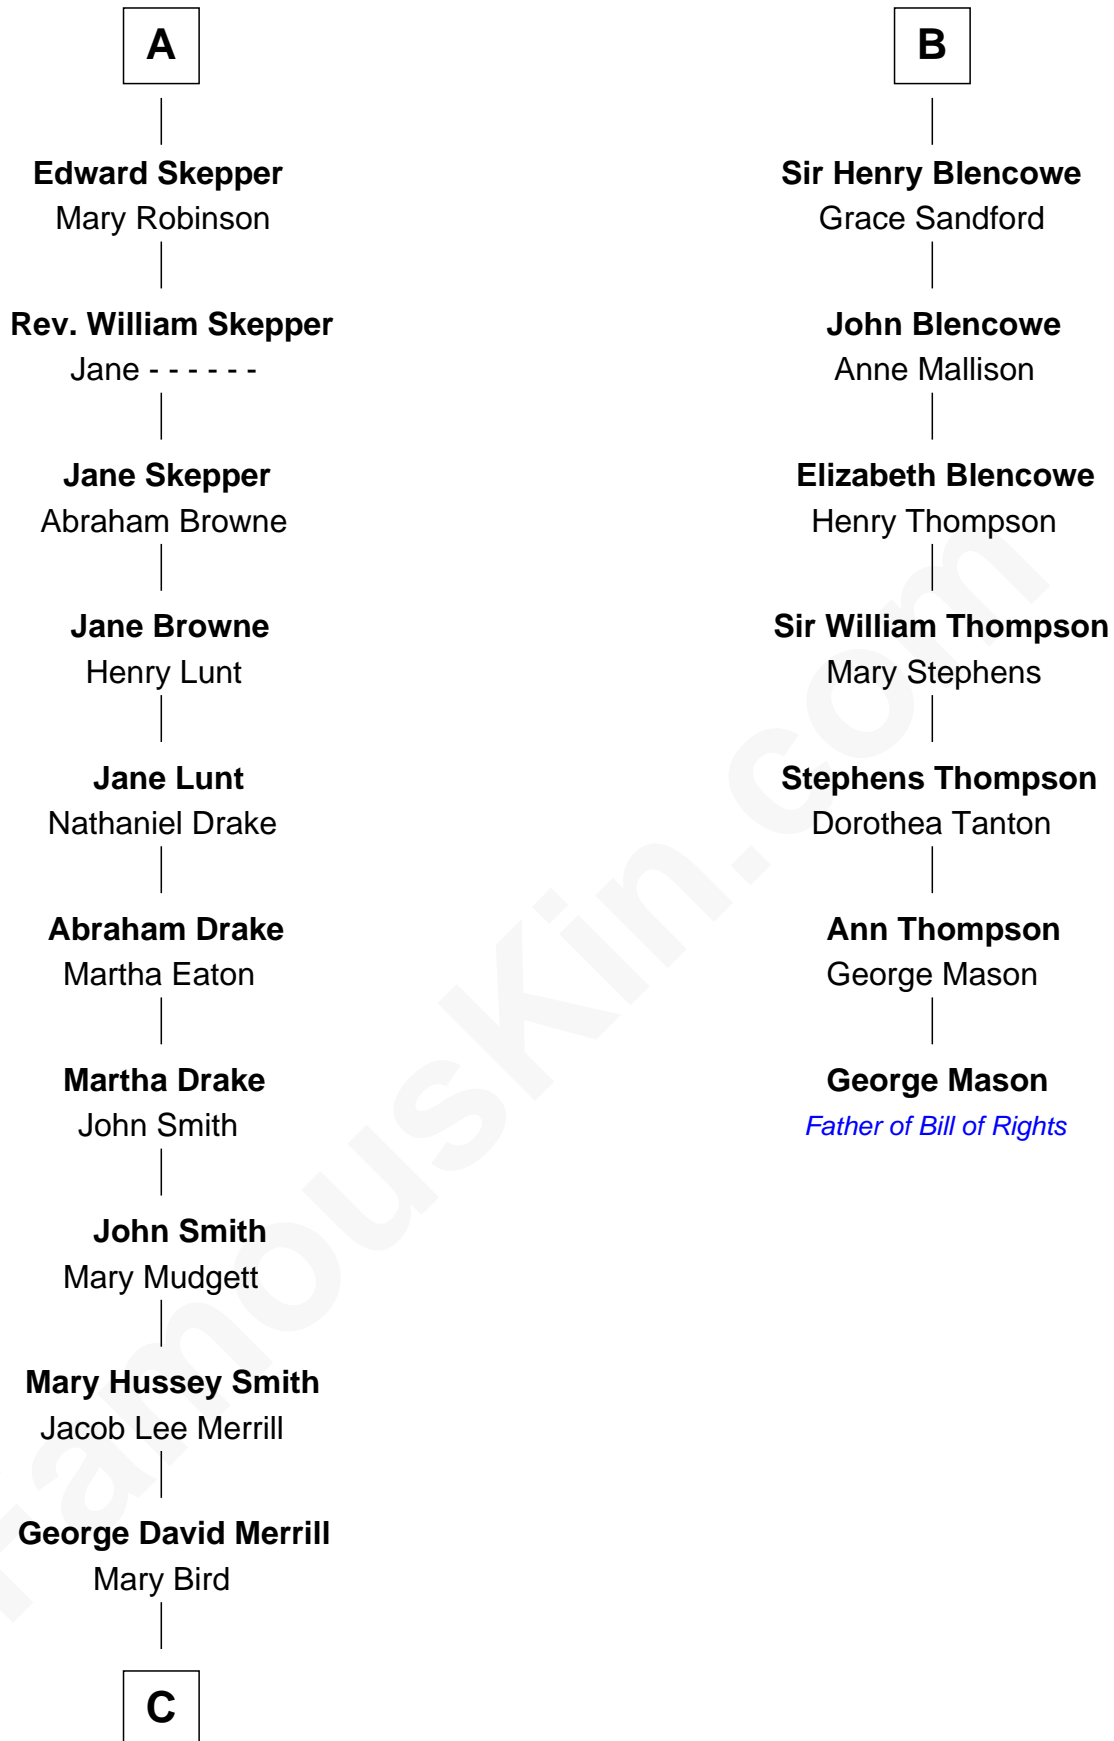 A
Edward Skepper
Mary Robinson
Rev. William Skepper
Jane - - - - - -
Jane Skepper
Abraham Browne
Jane Browne
Henry Lunt
Jane Lunt
Nathaniel Drake
Abraham Drake
Martha Eaton
Martha Drake
John Smith
John Smith
Mary Mudgett
Mary Hussey Smith
Jacob Lee Merrill
George David Merrill
Mary Bird
C
B
Sir Henry Blencowe
Grace Sandford
John Blencowe
Anne Mallison
Elizabeth Blencowe
Henry Thompson
Sir William Thompson
Mary Stephens
Stephens Thompson
Dorothea Tanton
Ann Thompson
George Mason
George Mason
Father of Bill of Rights
FamousKin.com